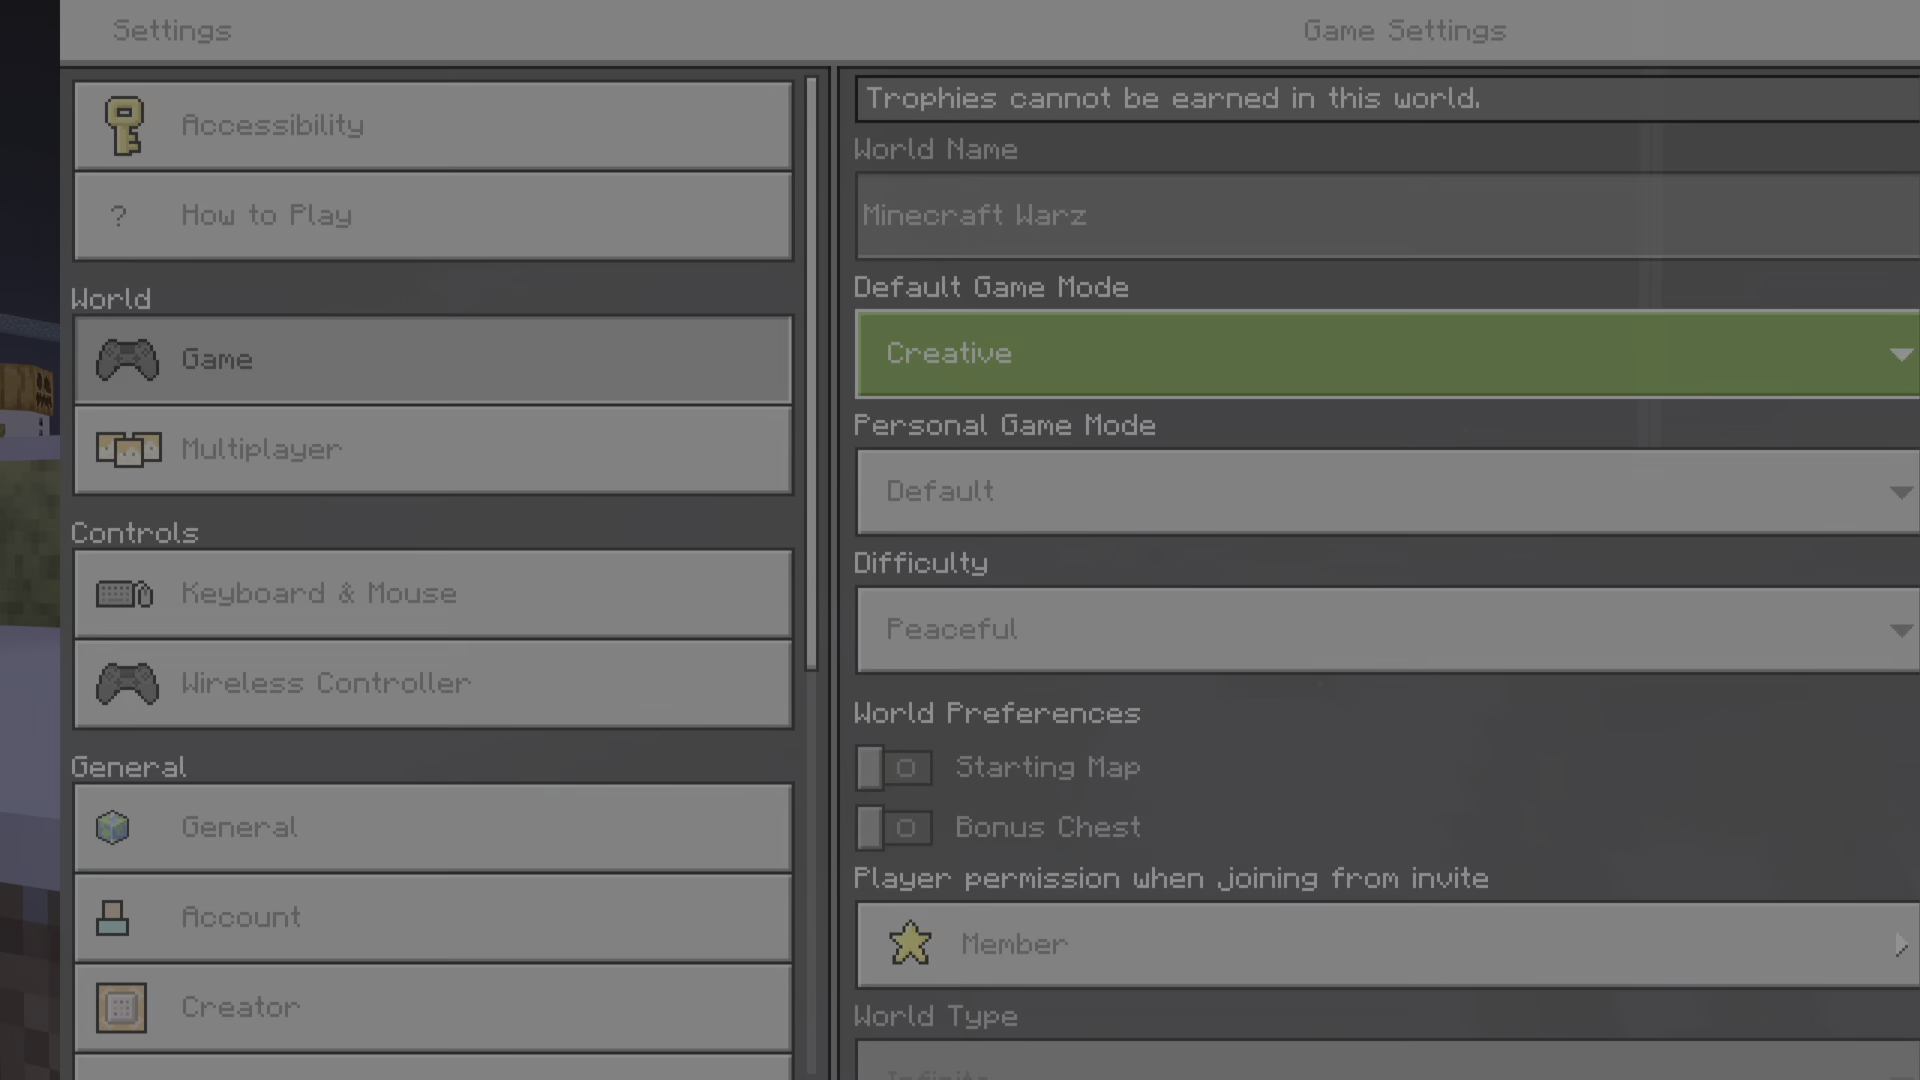 Settings
Game Settings
Accessibility
?
How to Play
World
Game
Multiplayer
Controls
Keyboard & Mouse
Wireless Controller
General
General
Account
Creator
Trophies cannot be earned in this world.
World Name
Minecraft Warz
Default Game Mode
Creative
Personal Game Mode
Default
Difficulty
Peaceful
World Preferences
Starting Map
Bonus Chest
Player permission when joining from invite
Member
World Type
Infinite